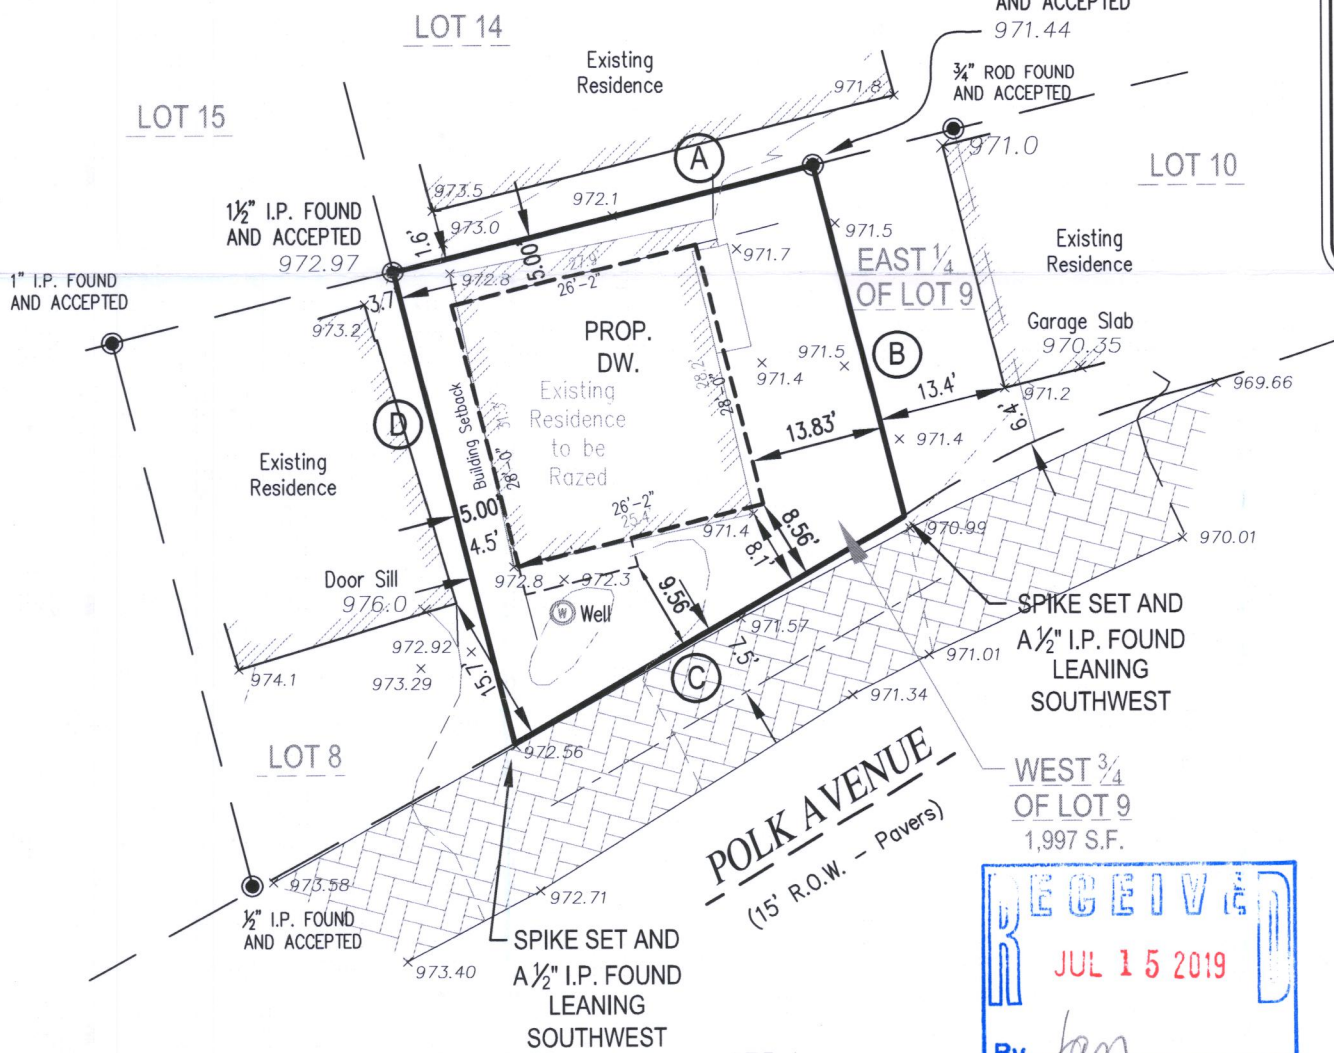 LOT 14
AND ACCEPTED
971.44
Existing
Residence
¾" ROD FOUND
AND ACCEPTED
971.8
LOT 15
A
971.0
LOT 10
973.5
972.1
1½" I.P. FOUND
AND ACCEPTED
972.97
1.6'
973.0
5.00'
971.5
971.7
EAST ¼
OF LOT 9
Existing
Residence
1" I.P. FOUND
AND ACCEPTED
3.7'
972.8
27.9
26'-2"
973.2
PROP.
DW.
Garage Slab
970.35
971.5
971.4
B
28.2'
28'-0"
13.4'
971.2
969.66
6.4'
Existing
Residence
to be
Razed
D
Building Setback
28'-0"
13.83'
971.4
Existing
Residence
5.00'
4.5'
26'-2"
25.4
971.4
8.56'
8.1'
970.99
970.01
Door Sill
976.0
972.8
972.3
W
Well
9.56'
971.57
7.5'
SPIKE SET AND
A ½" I.P. FOUND
LEANING
SOUTHWEST
972.92
973.29
974.1
15.7'
C
971.01
971.34
LOT 8
972.56
POLK AVENUE
(15' R.O.W. - Pavers)
WEST ¾
OF LOT 9
1,997 S.F.
973.58
972.71
½" I.P. FOUND
AND ACCEPTED
973.40
SPIKE SET AND
A ½" I.P. FOUND
LEANING
SOUTHWEST
RECEIVED
JUL 15 2019
By